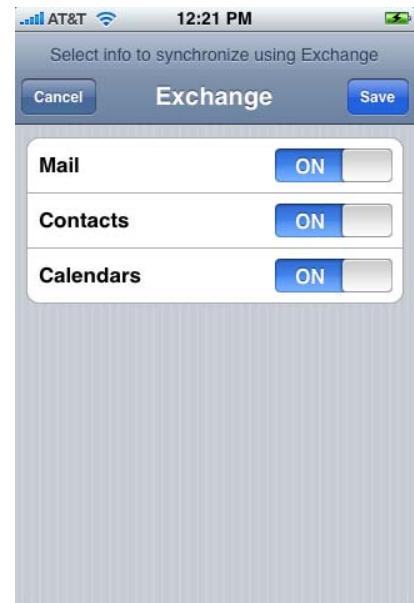 AT&T 12:21 PM
Select info to synchronize using Exchange
Cancel Exchange Save
Mail ON
Contacts ON
Calendars ON